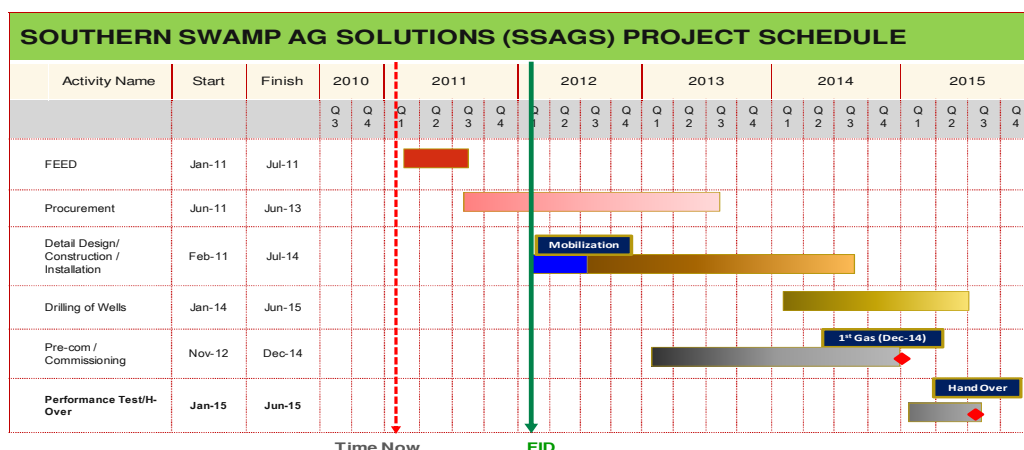 SOUTHERN SWAMP AG SOLUTIONS (SSAGS) PROJECT SCHEDULE
Activity Name Start Finish 2010 2011 2012 2013 2014 2015
Q Q Q Q Q Q Q Q Q Q Q Q Q Q Q Q Q Q Q Q Q Q
3 4 1 2 3 4 1 2 3 4 1 2 3 4 1 2 3 4 1 2 3 4
FEED Jan-11 Jul-11
Procurement Jun-11 Jun-13
Detail Design/
Construction /
Installation
Feb-11 Jul-14
Mobilization
Drilling of Wells Jan-14 Jun-15
Pre-com /
Commissioning
Nov-12 Dec-14
1st Gas (Dec-14)
Performance Test/H-
Over
Jan-15 Jun-15
Hand Over
Time Now FID